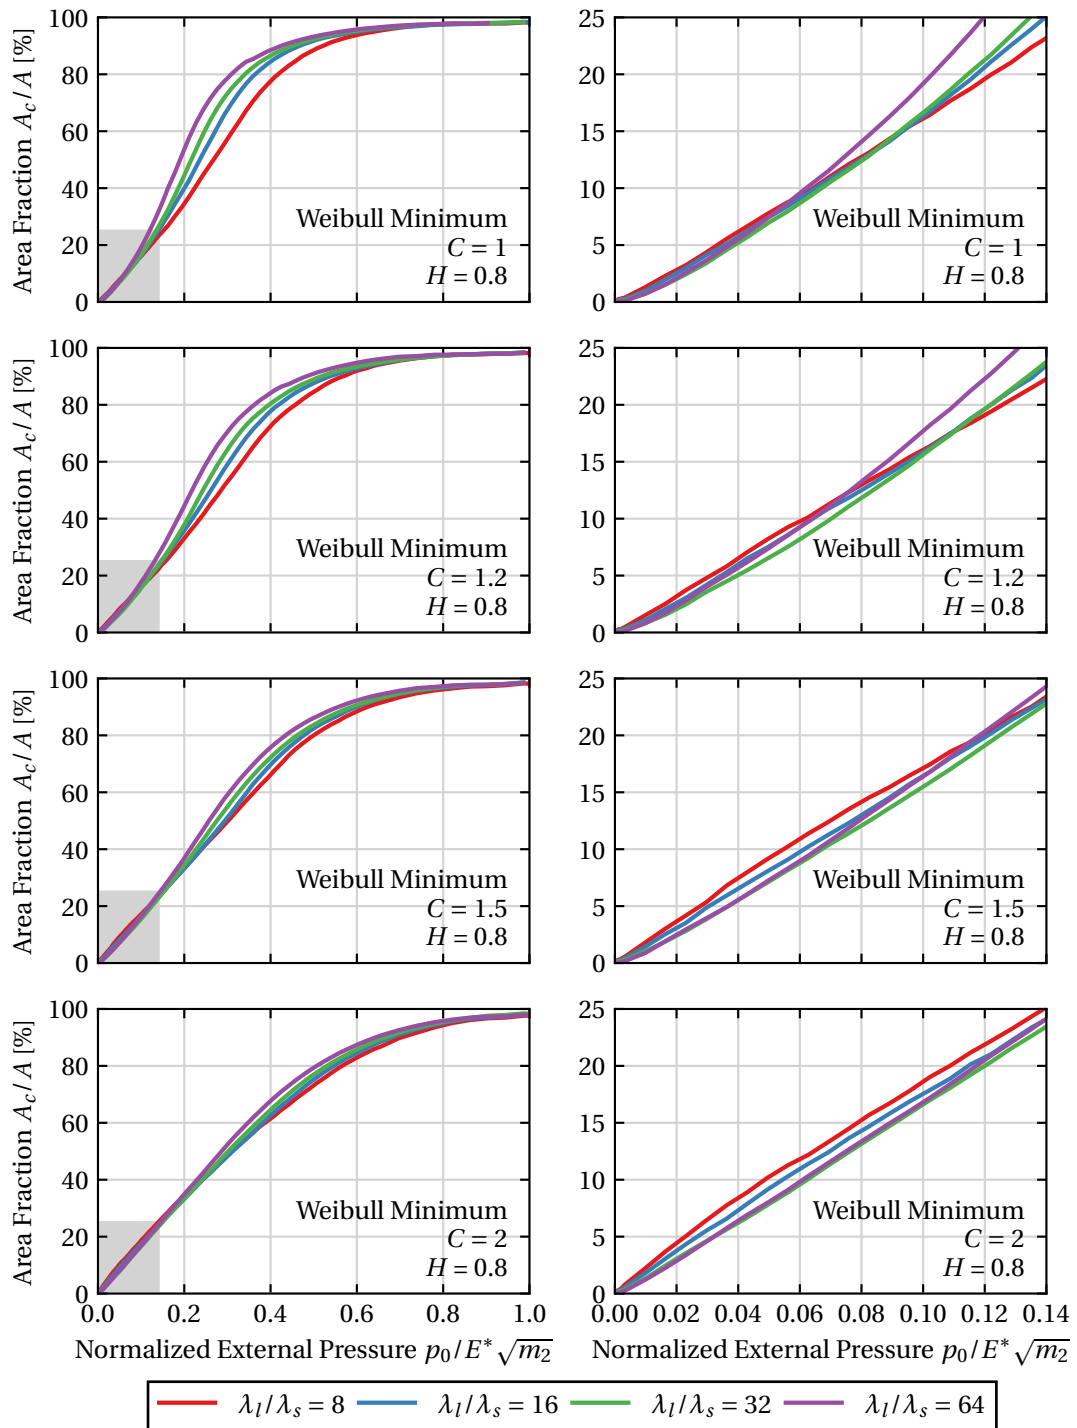 Area Fraction A_c/A [%]
100
80
60
40
20
0
Weibull Minimum
C = 1
H = 0.8
25
20
15
10
5
0
Weibull Minimum
C = 1
H = 0.8
Area Fraction A_c/A [%]
100
80
60
40
20
0
Weibull Minimum
C = 1.2
H = 0.8
25
20
15
10
5
0
Weibull Minimum
C = 1.2
H = 0.8
Area Fraction A_c/A [%]
100
80
60
40
20
0
Weibull Minimum
C = 1.5
H = 0.8
25
20
15
10
5
0
Weibull Minimum
C = 1.5
H = 0.8
Area Fraction A_c/A [%]
100
80
60
40
20
0
Weibull Minimum
C = 2
H = 0.8
0.0 0.2 0.4 0.6 0.8 1.0
Normalized External Pressure p_0/E^*√m_2
25
20
15
10
5
0
Weibull Minimum
C = 2
H = 0.8
0.00 0.02 0.04 0.06 0.08 0.10 0.12 0.14
Normalized External Pressure p_0/E^*√m_2
λ_l/λ_s = 8 λ_l/λ_s = 16 λ_l/λ_s = 32 λ_l/λ_s = 64